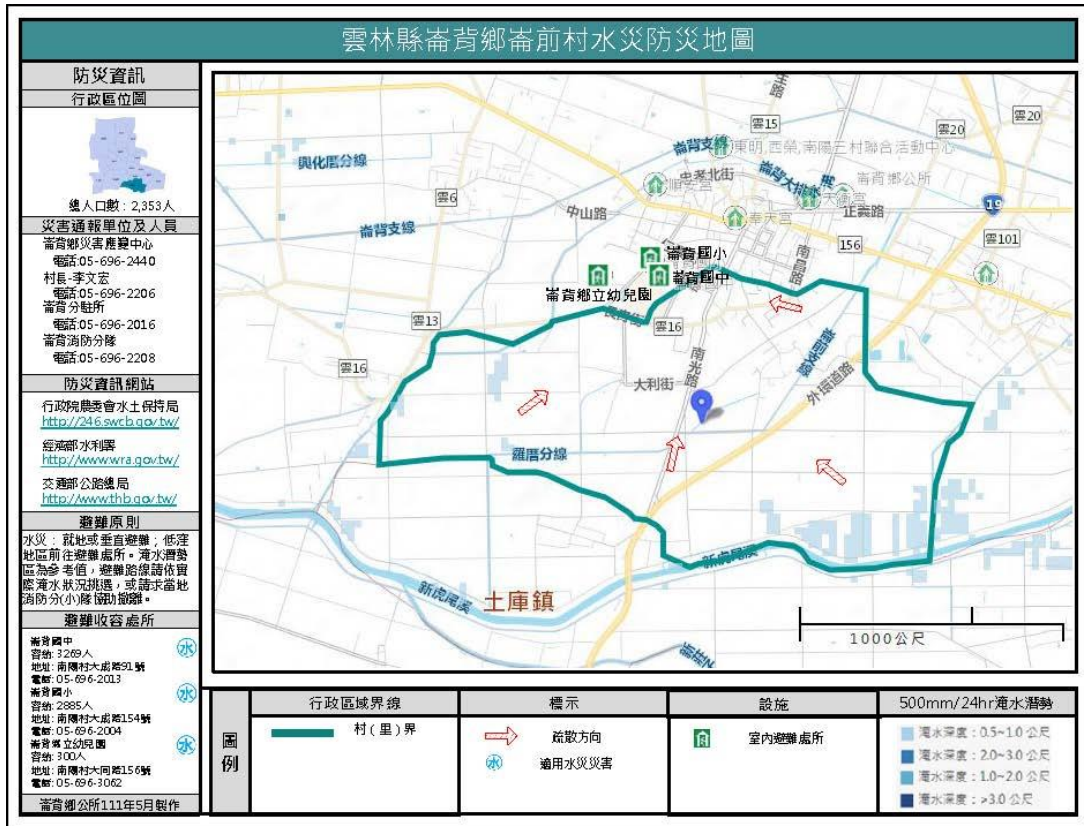 雲林縣崙背鄉崙前村水災防災地圖
防災資訊
行政區位圖
總人口數：2,353人
災害通報單位及人員
崙背鄉災害應變中心
電話:05-696-2440
村長-李文宏
電話:05-696-2206
崙背分駐所
電話:05-696-2016
崙背消防分隊
電話:05-696-2208
防災資訊網站
行政院農委會水土保持局
http://246.swcb.gov.tw/
經濟部水利署
http://www.wra.gov.tw/
交通部公路總局
http://www.thb.gov.tw/
避難原則
水災：就地或垂直避難；低窪
地區前往避難處所。淹水潛勢
區為參考值，避難路線請依實
際淹水狀況挑選，或請求當地
消防分(小)隊協助撤離。
避難收容處所
崙背國中
容納: 3269人
地址: 南陽村大成路91號
電話: 05-696-2013
水
崙背國小
容納: 2885人
地址: 南陽村大成路154號
電話: 05-696-2004
水
崙背鄉立幼兒園
容納: 300人
地址: 南陽村大同路156號
電話: 05-696-3062
水
崙背鄉公所111年5月製作
生路
雲20
雲20
雲15
崙背支線
東明,西榮,南陽三村聯合活動中心
興化厝分線
忠孝北街
崙背大排水
崙背鄉公所
順安宮
天衡宮
雲6
中山路
奉天宮
正義路
19
崙背支線
156
雲101
南昌路
崙背國小
崙背國中
崙背鄉立幼兒園
長青街
雲13
雲16
崙前支線
雲16
南光路
大利街
外環道路
羅厝分線
新虎尾溪
新虎尾溪
土庫鎮
1000公尺
圖例
行政區域界線
村(里)界
標示
疏散方向
水
適用水災災害
設施
室內避難處所
500mm/24hr淹水潛勢
淹水深度：0.5~1.0 公尺
淹水深度：2.0~3.0 公尺
淹水深度：1.0~2.0 公尺
淹水深度：>3.0 公尺